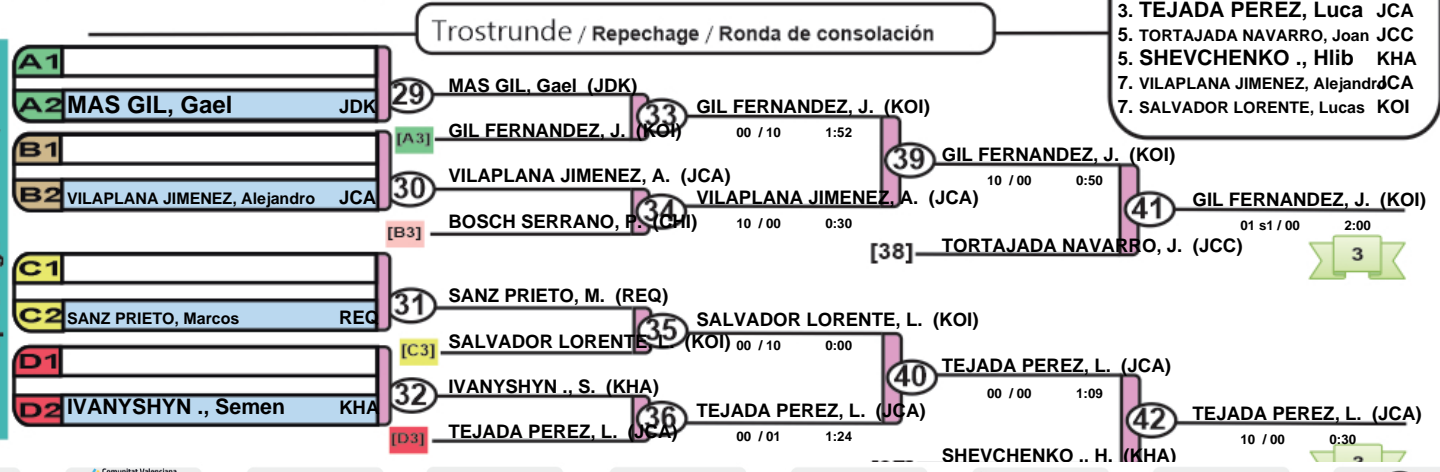 Trostrunde / Repechage / Ronda de consolación
3. TEJADA PEREZ, Luca JCA
5. TORTAJADA NAVARRO, Joan JCC
5. SHEVCHENKO ., Hlib KHA
7. VILAPLANA JIMENEZ, Alejandro JCA
7. SALVADOR LORENTE, Lucas KOI
A1
A2 MAS GIL, Gael JDK
B1
B2 VILAPLANA JIMENEZ, Alejandro JCA
C1
C2 SANZ PRIETO, Marcos REQ
D1
D2 IVANYSHYN ., Semen KHA
29
MAS GIL, Gael (JDK)
[A3] GIL FERNANDEZ, J. (KOI)
30
VILAPLANA JIMENEZ, A. (JCA)
[B3] BOSCH SERRANO, P. (CHI)
31
SANZ PRIETO, M. (REQ)
[C3] SALVADOR LORENTE, L. (KOI)
32
IVANYSHYN ., S. (KHA)
[D3] TEJADA PEREZ, L. (JCA)
33
GIL FERNANDEZ, J. (KOI)
00 / 10 1:52
34
VILAPLANA JIMENEZ, A. (JCA)
10 / 00 0:30
35
SALVADOR LORENTE, L. (KOI)
00 / 10 0:00
36
TEJADA PEREZ, L. (JCA)
00 / 01 1:24
39
GIL FERNANDEZ, J. (KOI)
10 / 00 0:50
[38] TORTAJADA NAVARRO, J. (JCC)
40
TEJADA PEREZ, L. (JCA)
00 / 00 1:09
SHEVCHENKO ., H. (KHA)
41
GIL FERNANDEZ, J. (KOI)
01 s1 / 00 2:00
3
42
TEJADA PEREZ, L. (JCA)
10 / 00 0:30
3
Comunitat Valenciana